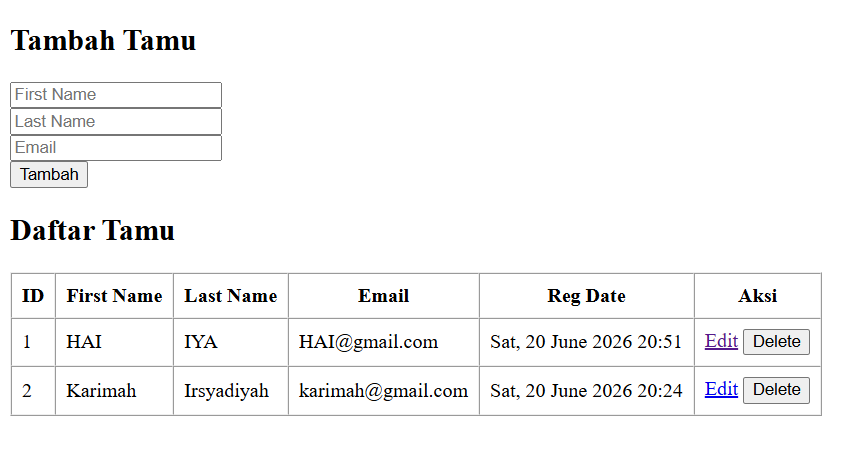 Tambah Tamu
First Name
Last Name
Email
Tambah
Daftar Tamu
ID First Name Last Name Email Reg Date Aksi
1 HAI IYA HAI@gmail.com Sat, 20 June 2026 20:51 Edit Delete
2 Karimah Irsyadiyah karimah@gmail.com Sat, 20 June 2026 20:24 Edit Delete